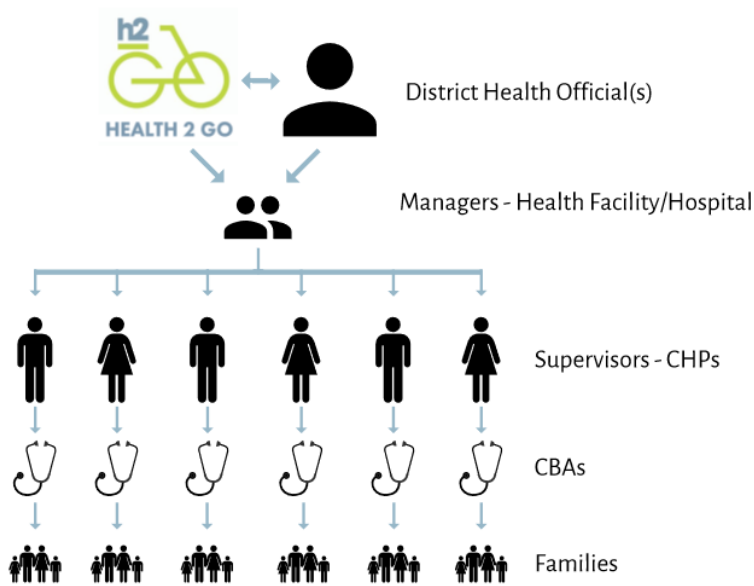 h2
HEALTH 2 GO
District Health Official(s)
Managers - Health Facility/Hospital
Supervisors - CHPs
CBAs
Families